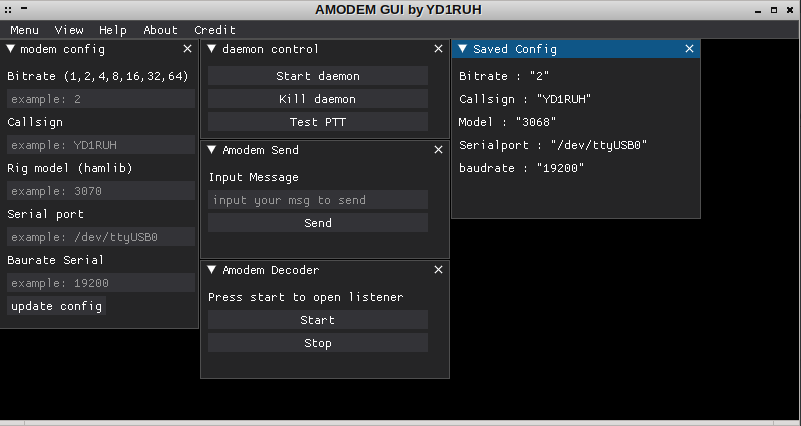 AMODEM GUI by YD1RUH
Menu View Help About Credit
modem config
Bitrate (1,2,4,8,16,32,64)
example: 2
Callsign
example: YD1RUH
Rig model (hamlib)
example: 3070
Serial port
example: /dev/ttyUSB0
Baurate Serial
example: 19200
update config
daemon control
Start daemon
Kill daemon
Test PTT
Amodem Send
Input Message
input your msg to send
Send
Amodem Decoder
Press start to open listener
Start
Stop
Saved Config
Bitrate : "2"
Callsign : "YD1RUH"
Model : "3068"
Serialport : "/dev/ttyUSB0"
baudrate : "19200"